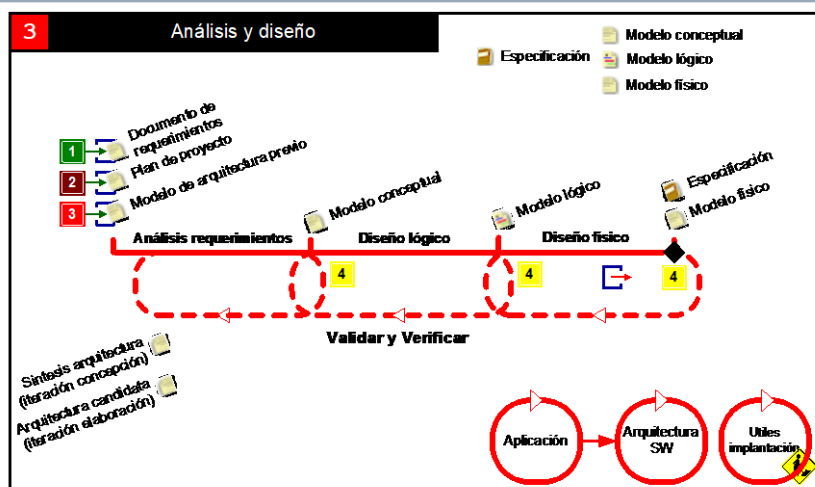 3
Análisis y diseño
Especificación
Modelo conceptual
Modelo lógico
Modelo físico
1
Documento de
requerimientos
2
Plan de proyecto
3
Modelo de arquitectura previo
Modelo conceptual
Modelo lógico
Especificación
Modelo físico
Análisis requerimientos
Diseño lógico
Diseño físico
4
4
4
Validar y Verificar
Síntesis arquitectura
(iteración concepción)
Arquitectura candidata
(iteración elaboración)
Aplicación
Arquitectura
SW
Utiles
implantación